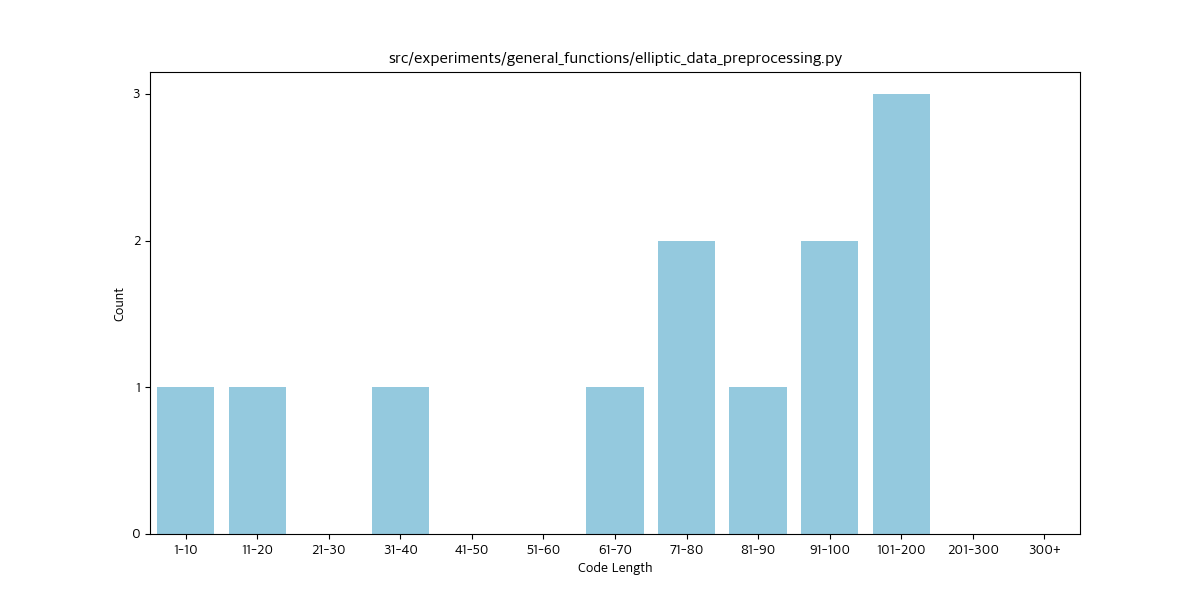 src/experiments/general_functions/elliptic_data_preprocessing.py
3
2
1
0
Count
1-10 11-20 21-30 31-40 41-50 51-60 61-70 71-80 81-90 91-100 101-200 201-300 300+
Code Length